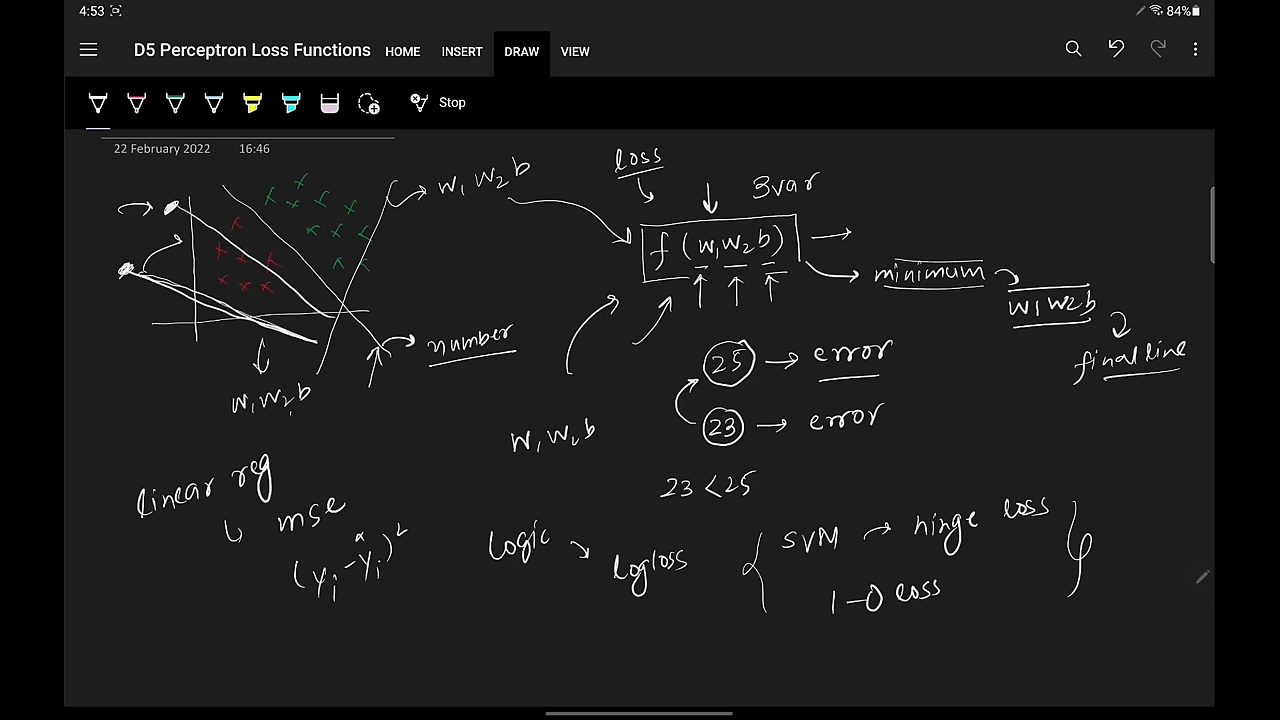 4:53
84%
D5 Perceptron Loss Functions
HOME
INSERT
DRAW
VIEW
Stop
22 February 2022 16:46
w1 w2 b
loss
3var
f (w1 w2 b)
minimum
w1 w2 b
final line
number
w1 w2 b
25 → error
23 → error
w1 w2 b
23 < 25
linear reg
mse
(yi - ŷi)²
logic
logloss
SVM → hinge loss
1-0 loss